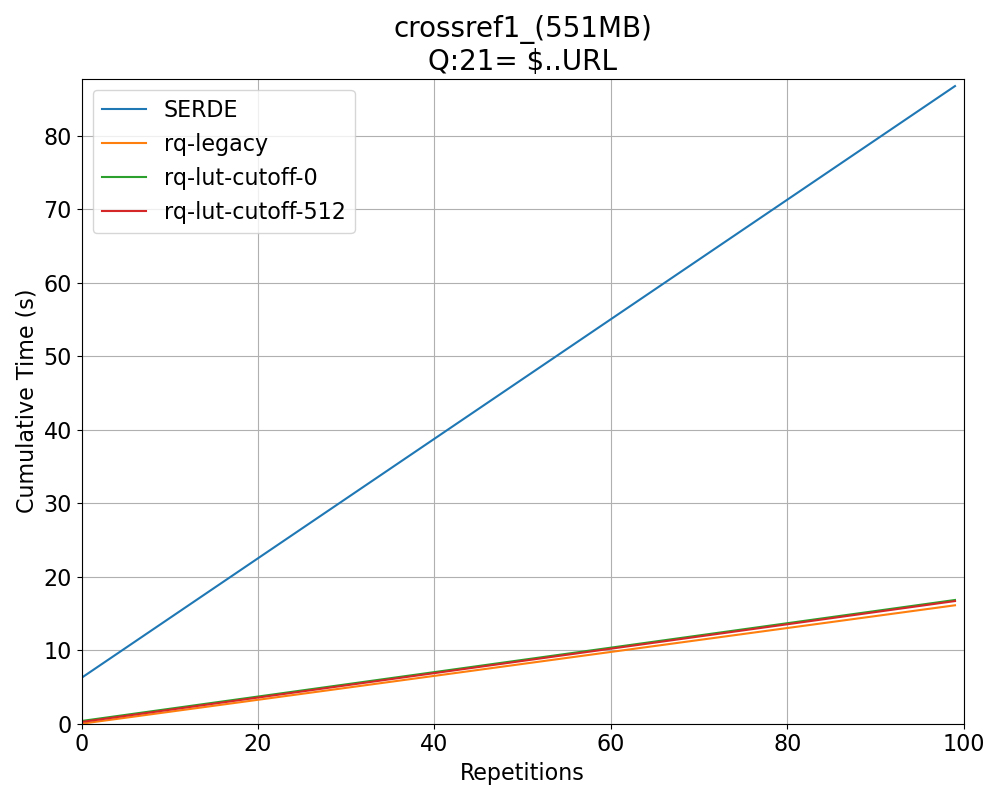 crossref1_(551MB)
Q:21= $..URL
SERDE
rq-legacy
rq-lut-cutoff-0
rq-lut-cutoff-512
Cumulative Time (s)
80
70
60
50
40
30
20
10
0
0 20 40 60 80 100
Repetitions